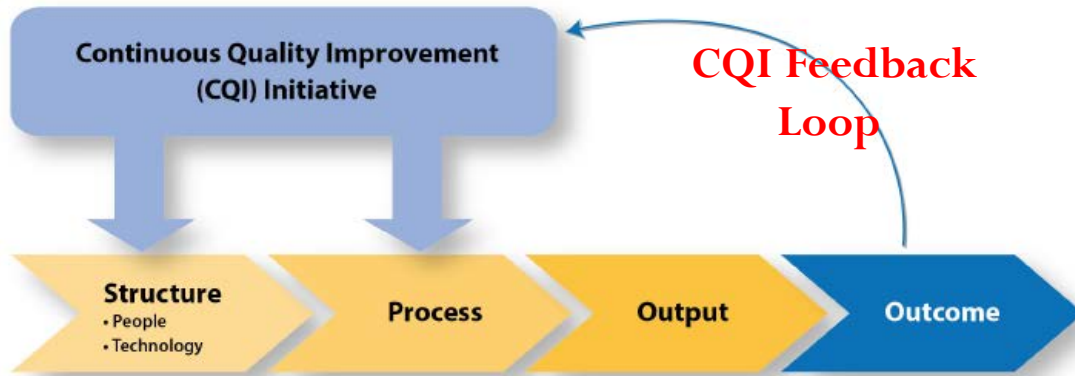 Continuous Quality Improvement
(CQI) Initiative
CQI Feedback
Loop
Structure
• People
• Technology
Process
Output
Outcome